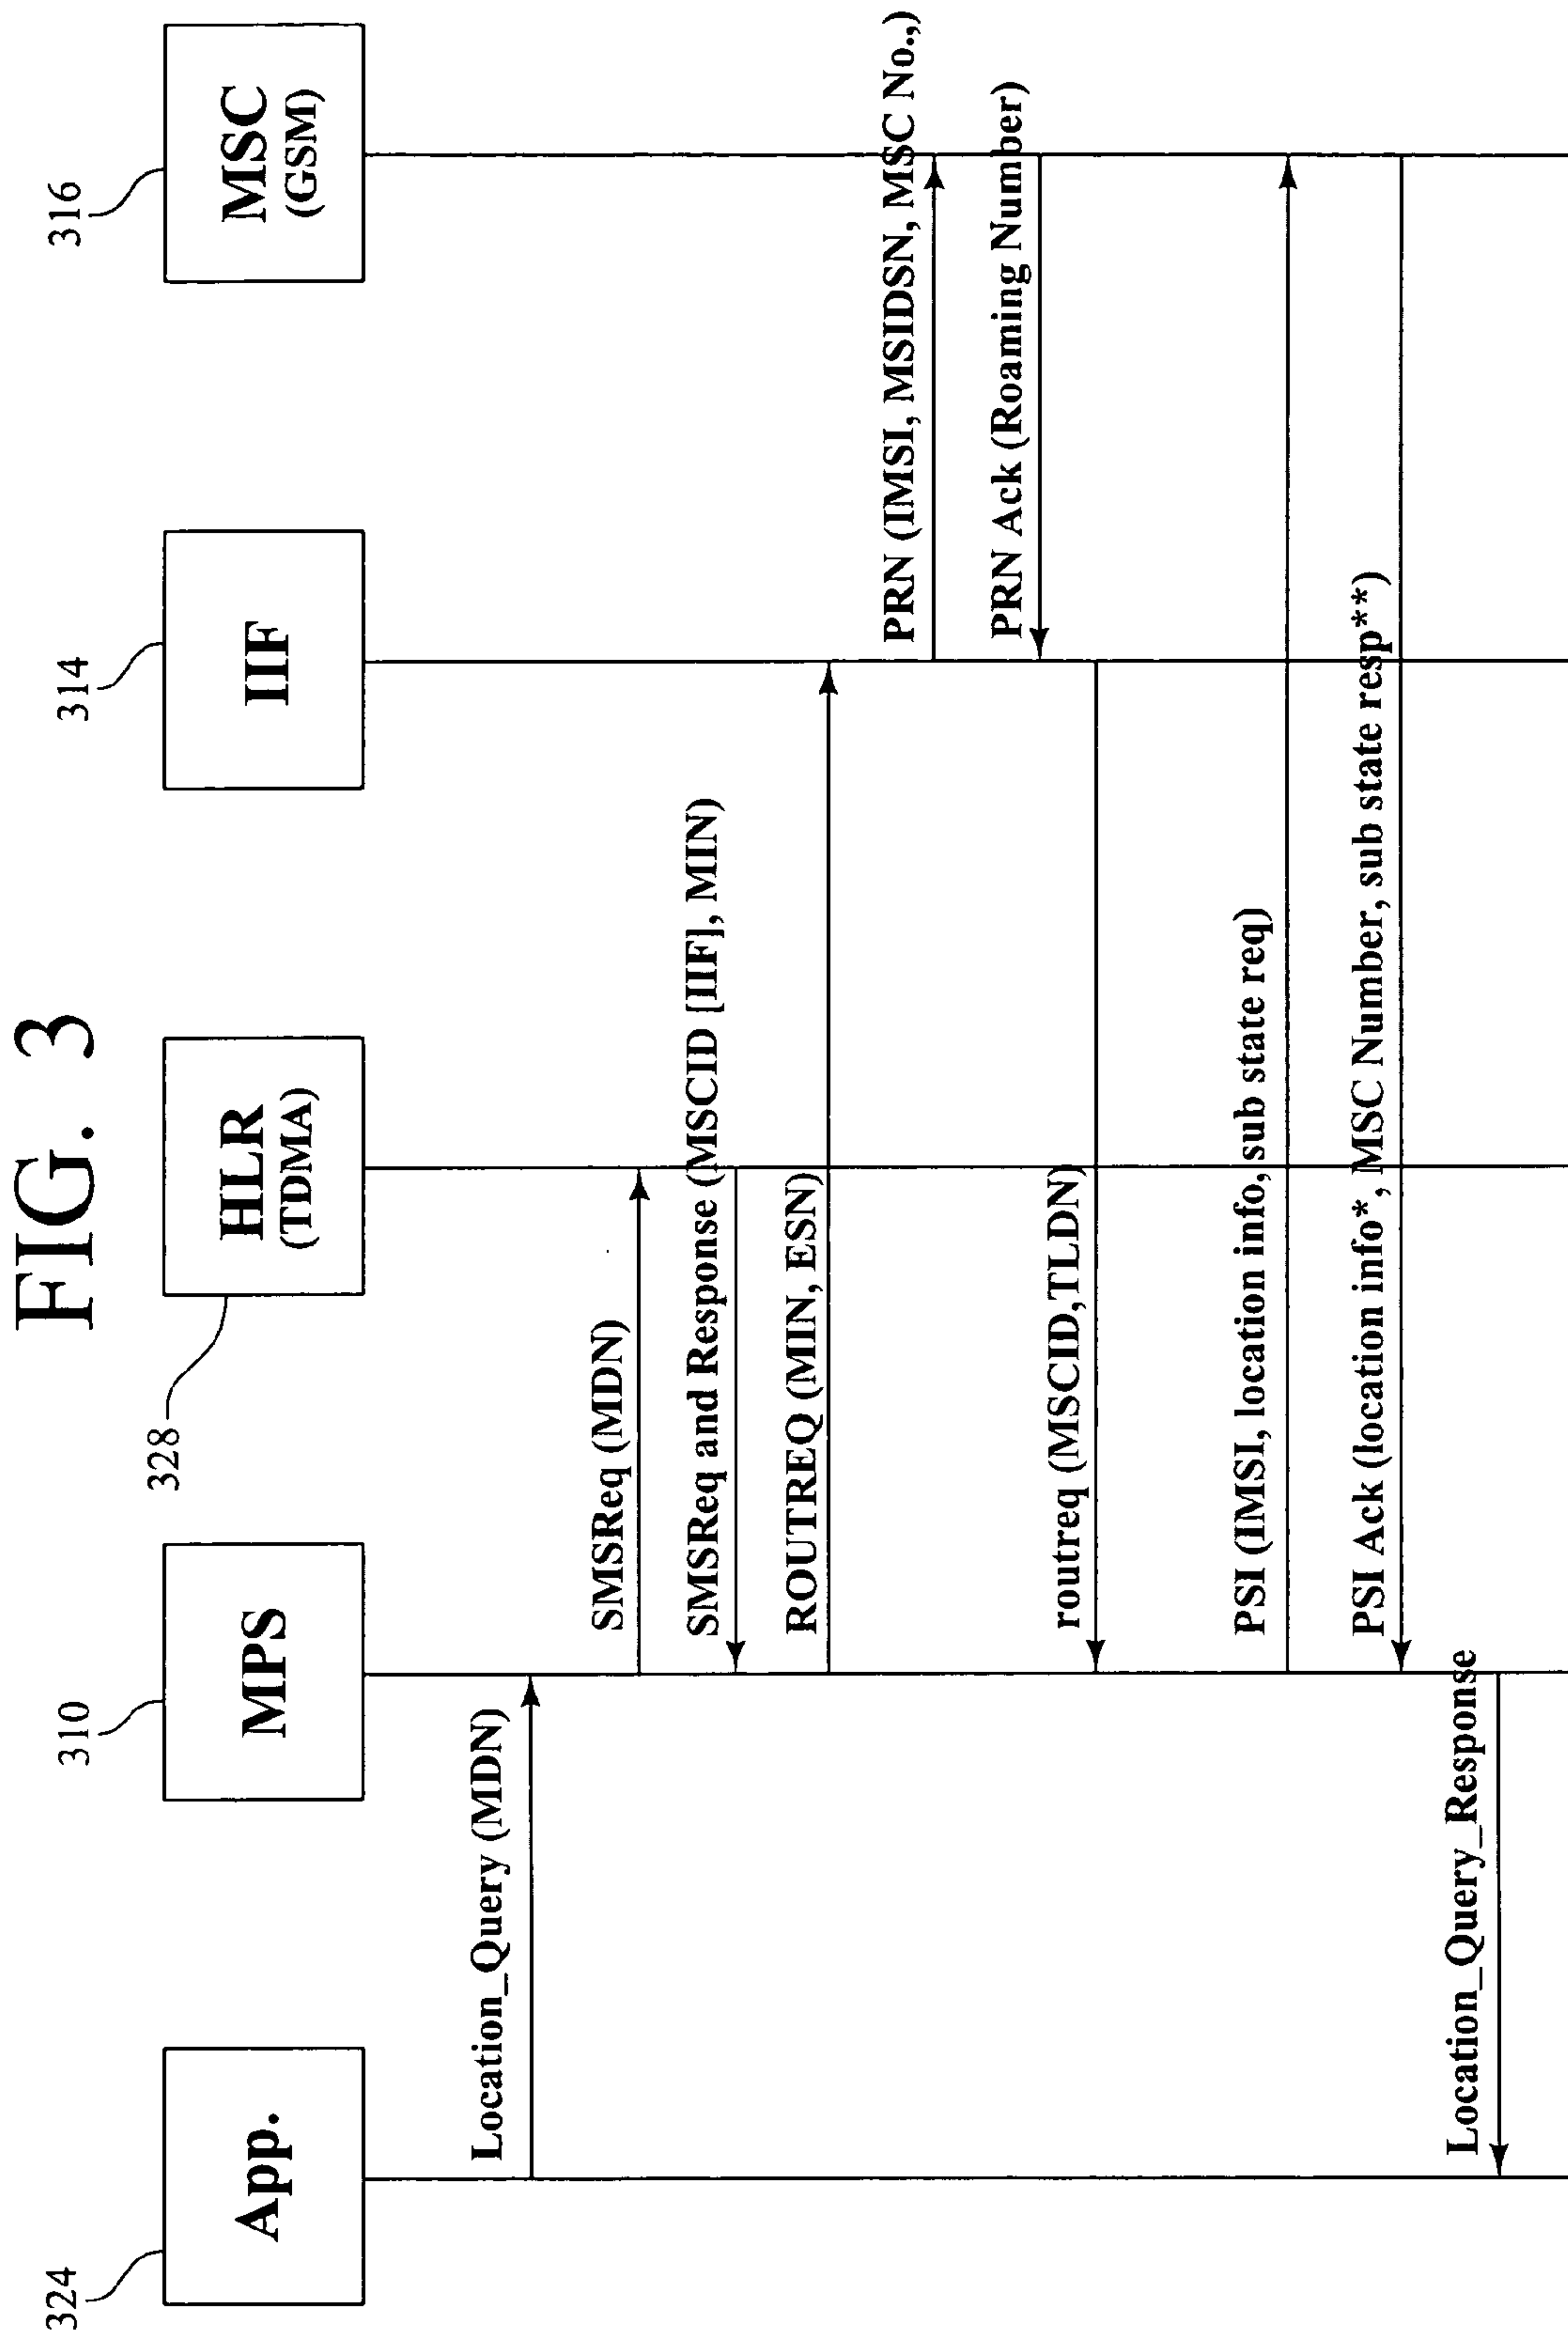 FIG. 3
324
310
328
314
316
App.
MPS
HLR
(TDMA)
IIF
MSC
(GSM)
Location_Query (MDN)
SMSReq (MDN)
SMSReq and Response (MSCID [IIF], MIN)
ROUTREQ (MIN, ESN)
PRN (IMSI, MSIDSN, MSC No.,)
PRN Ack (Roaming Number)
routreq (MSCID,TLDN)
PSI (IMSI, location info, sub state req)
PSI Ack (location info*, MSC Number, sub state resp**)
Location_Query_Response